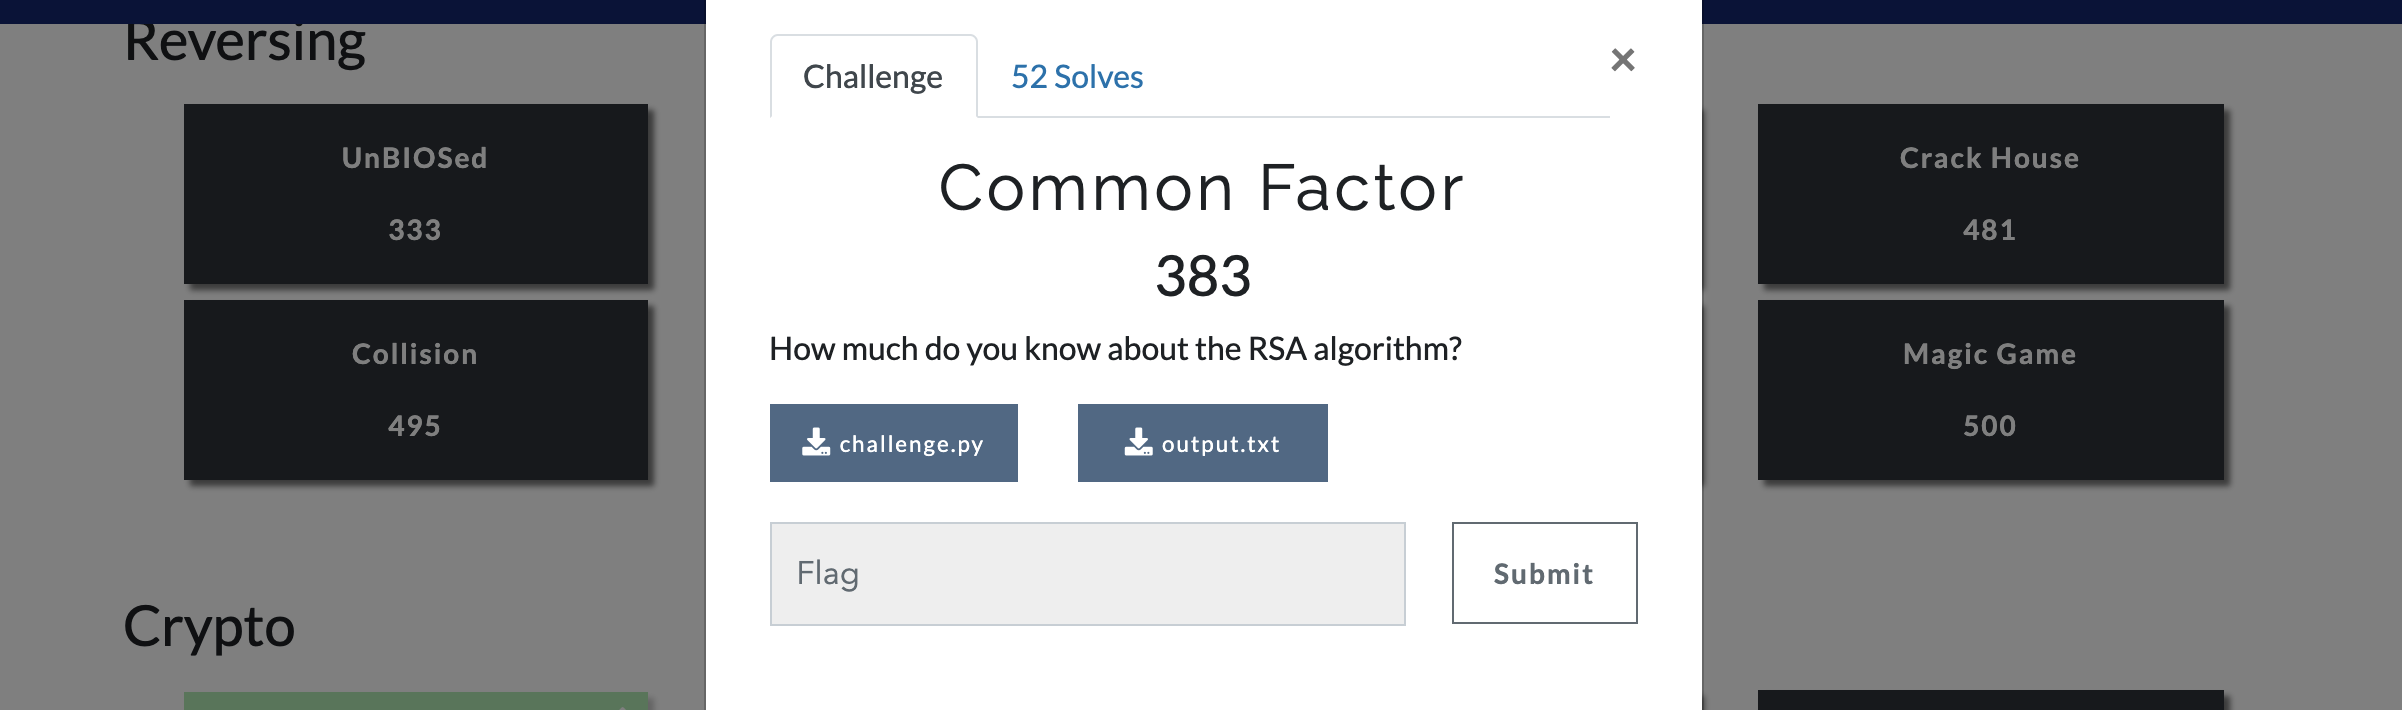 Reversing
UnBIOSed
333
Collision
495
Crypto
Challenge
52 Solves
×
Common Factor
383
How much do you know about the RSA algorithm?
challenge.py
output.txt
Flag
Submit
Crack House
481
Magic Game
500